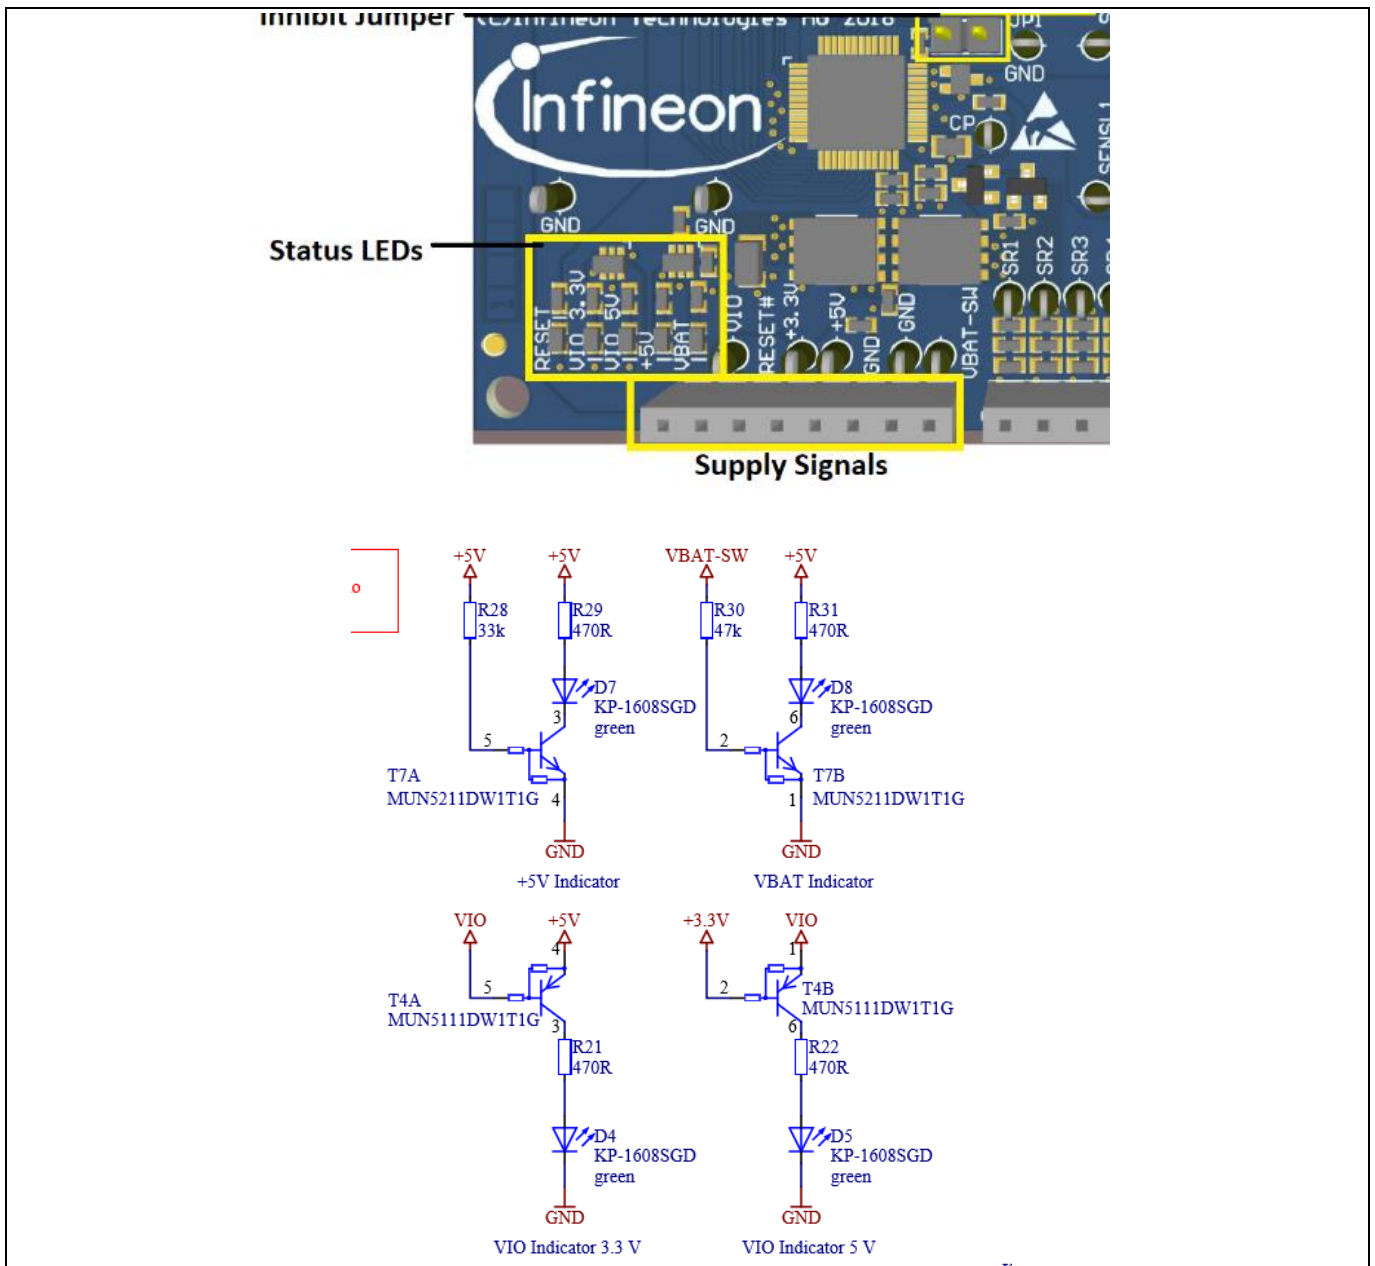 Inhibit Jumper
(C)Infineon Technologies AG 2018
JP1
S
GND
Infineon
CP
SENSL1
GND
GND
Status LEDs
RESET
VIO 3.3V
VIO 5V
+5V
VBAT
VIO
RESET#
+3.3V
+5V
GND
GND
VBAT-SW
SR1
SR2
SR3
Supply Signals
+5V +5V VBAT-SW +5V
o
R28 R29 R30 R31
33k 470R 47k 470R
D7 D8
KP-1608SGD KP-1608SGD
green green
3 6
5 2
T7A T7B
MUN5211DW1T1G 4 1 MUN5211DW1T1G
GND GND
+5V Indicator VBAT Indicator
VIO +5V +3.3V VIO
4 1
5 2
T4A T4B
MUN5111DW1T1G MUN5111DW1T1G
3 6
R21 R22
470R 470R
D4 D5
KP-1608SGD KP-1608SGD
green green
GND GND
VIO Indicator 3.3 V VIO Indicator 5 V